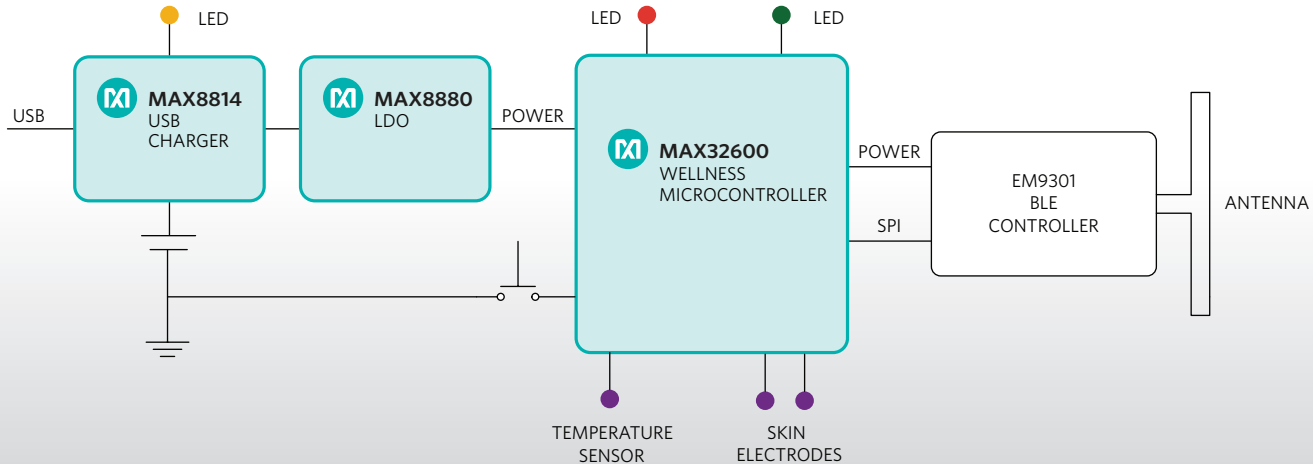 LED
LED
LED
USB
MAX8814
USB
CHARGER
MAX8880
LDO
POWER
MAX32600
WELLNESS
MICROCONTROLLER
POWER
SPI
EM9301
BLE
CONTROLLER
ANTENNA
TEMPERATURE
SENSOR
SKIN
ELECTRODES